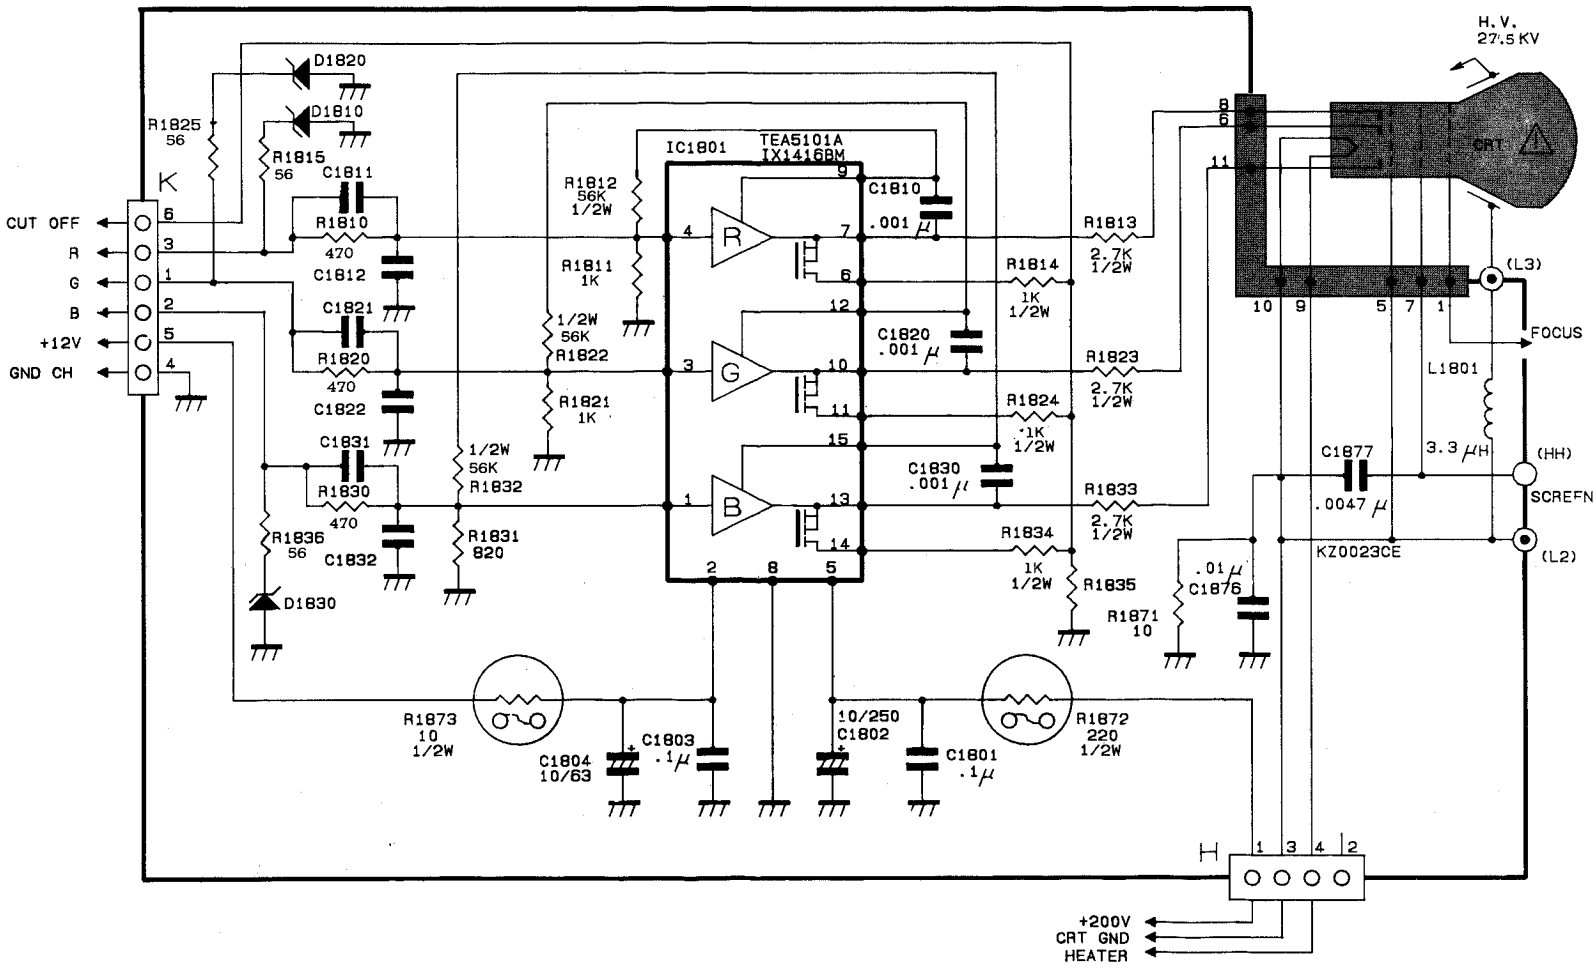 H.V.
27.5 KV
D1820
D1810
R1825
56
R1815
56
C1811
R1810
470
C1812
K
CUT OFF
6
R
3
G
1
B
2
+12V
5
GND CH
4
C1821
R1820
470
C1822
C1831
R1830
470
C1832
R1836
56
D1830
R1812
56K
1/2W
R1811
1K
1/2W
56K
R1822
R1821
1K
1/2W
56K
R1832
R1831
820
IC1801
TEA5101A
IX1416BM
9
4
R
7
6
12
3
G
10
11
15
1
B
13
14
2
8
5
C1810
.001 μ
R1814
1K
1/2W
C1820
.001 μ
R1824
1K
1/2W
C1830
.001 μ
R1834
1K
1/2W
R1835
R1813
2.7K
1/2W
R1823
2.7K
1/2W
R1833
2.7K
1/2W
8
6
11
CRT
10
9
5
7
1
(L3)
FOCUS
L1801
3.3 μH
(HH)
SCREFN
C1877
.0047 μ
KZ0023CE
(L2)
.01μ
C1876
R1871
10
R1873
10
1/2W
C1804
10/63
C1803
.1μ
10/250
C1802
C1801
.1μ
R1872
220
1/2W
H
1
3
4
2
+200V
CRT GND
HEATER